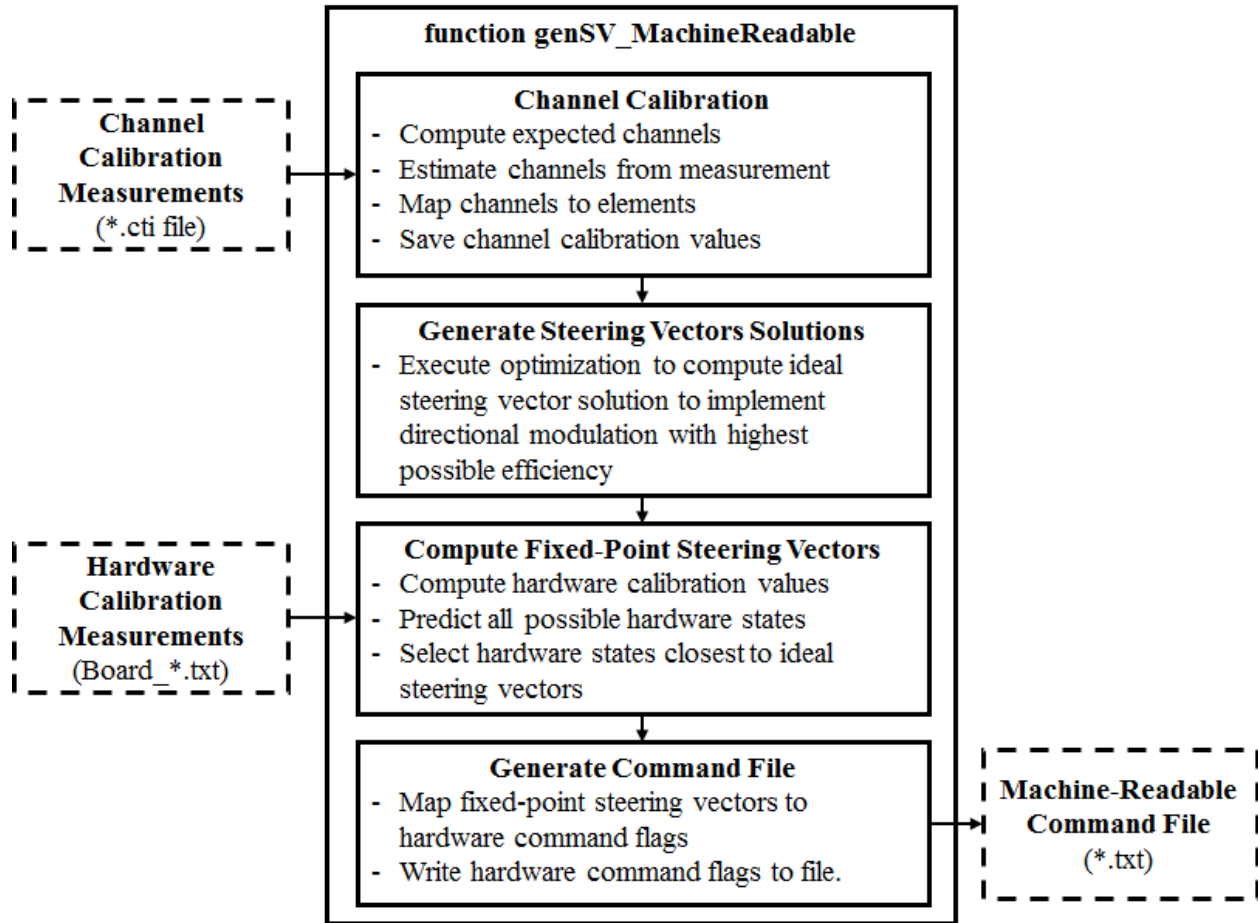 function genSV_MachineReadable
Channel
Calibration
Measurements
(*.cti file)
Channel Calibration
- Compute expected channels
- Estimate channels from measurement
- Map channels to elements
- Save channel calibration values
Generate Steering Vectors Solutions
- Execute optimization to compute ideal
steering vector solution to implement
directional modulation with highest
possible efficiency
Hardware
Calibration
Measurements
(Board_*.txt)
Compute Fixed-Point Steering Vectors
- Compute hardware calibration values
- Predict all possible hardware states
- Select hardware states closest to ideal
steering vectors
Generate Command File
- Map fixed-point steering vectors to
hardware command flags
- Write hardware command flags to file.
Machine-Readable
Command File
(*.txt)